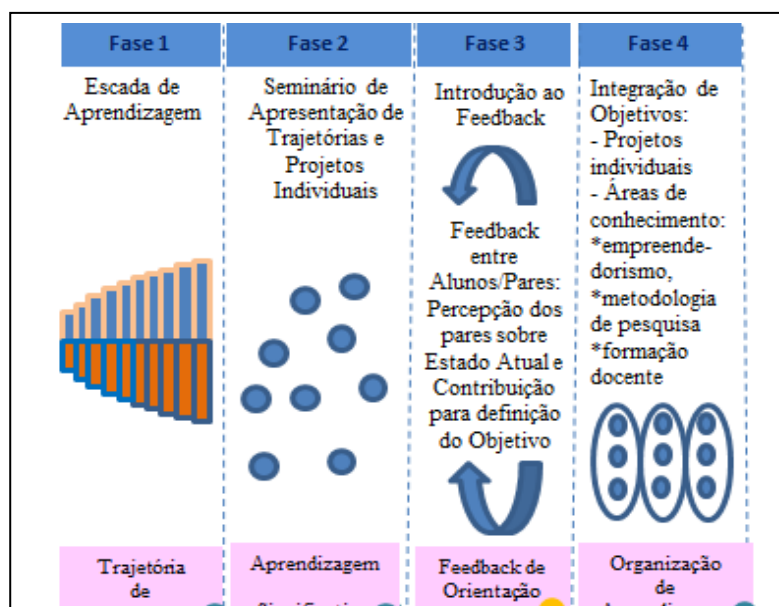 Fase 1
Escada de
Aprendizagem
Trajetória
de
Fase 2
Seminário de
Apresentação de
Trajetórias e
Projetos
Individuais
Aprendizagem
Fase 3
Introdução ao
Feedback
Feedback
entre
Alunos/Pares:
Percepção dos
pares sobre
Estado Atual e
Contribuição
para definição
do Objetivo
Feedback de
Orientação
Fase 4
Integração de
Objetivos:
- Projetos
individuais
- Áreas de
conhecimento:
*empreende-
dorismo,
*metodologia
de pesquisa
*formação
docente
Organização
de